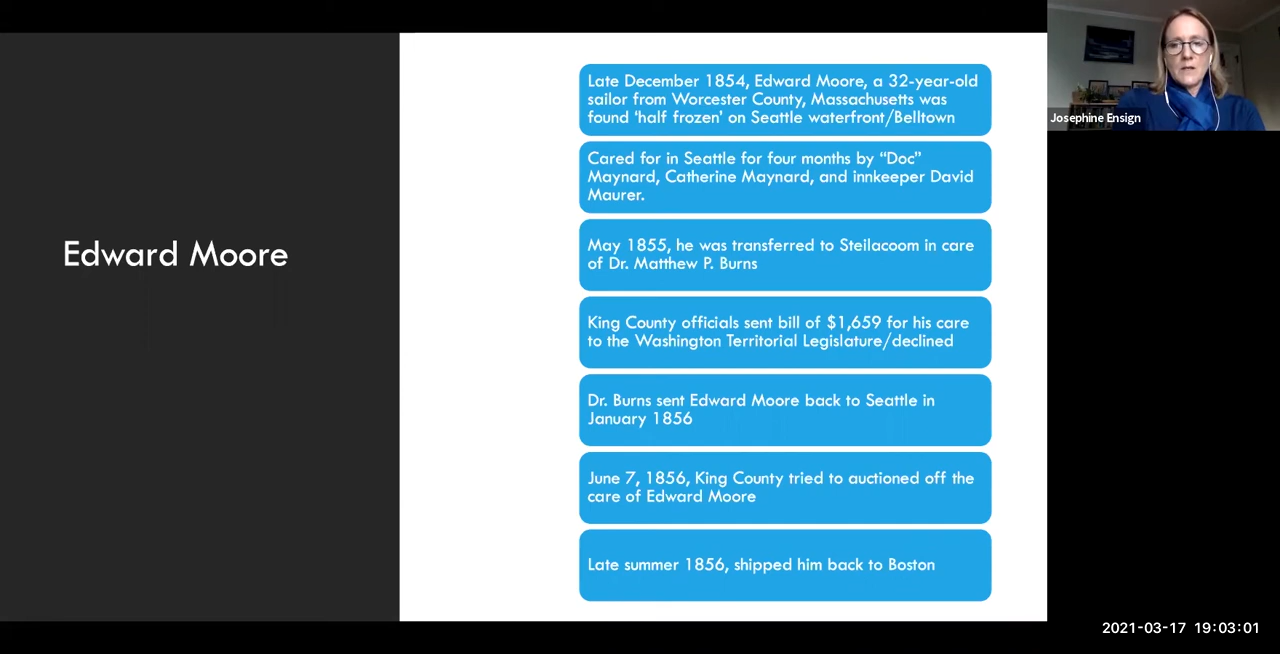 Edward Moore
Late December 1854, Edward Moore, a 32-year-old
sailor from Worcester County, Massachusetts was
found ‘half frozen’ on Seattle waterfront/Belltown
Cared for in Seattle for four months by “Doc”
Maynard, Catherine Maynard, and innkeeper David
Maurer.
May 1855, he was transferred to Steilacoom in care
of Dr. Matthew P. Burns
King County officials sent bill of $1,659 for his care
to the Washington Territorial Legislature/declined
Dr. Burns sent Edward Moore back to Seattle in
January 1856
June 7, 1856, King County tried to auctioned off the
care of Edward Moore
Late summer 1856, shipped him back to Boston
Josephine Ensign
2021-03-17 19:03:01